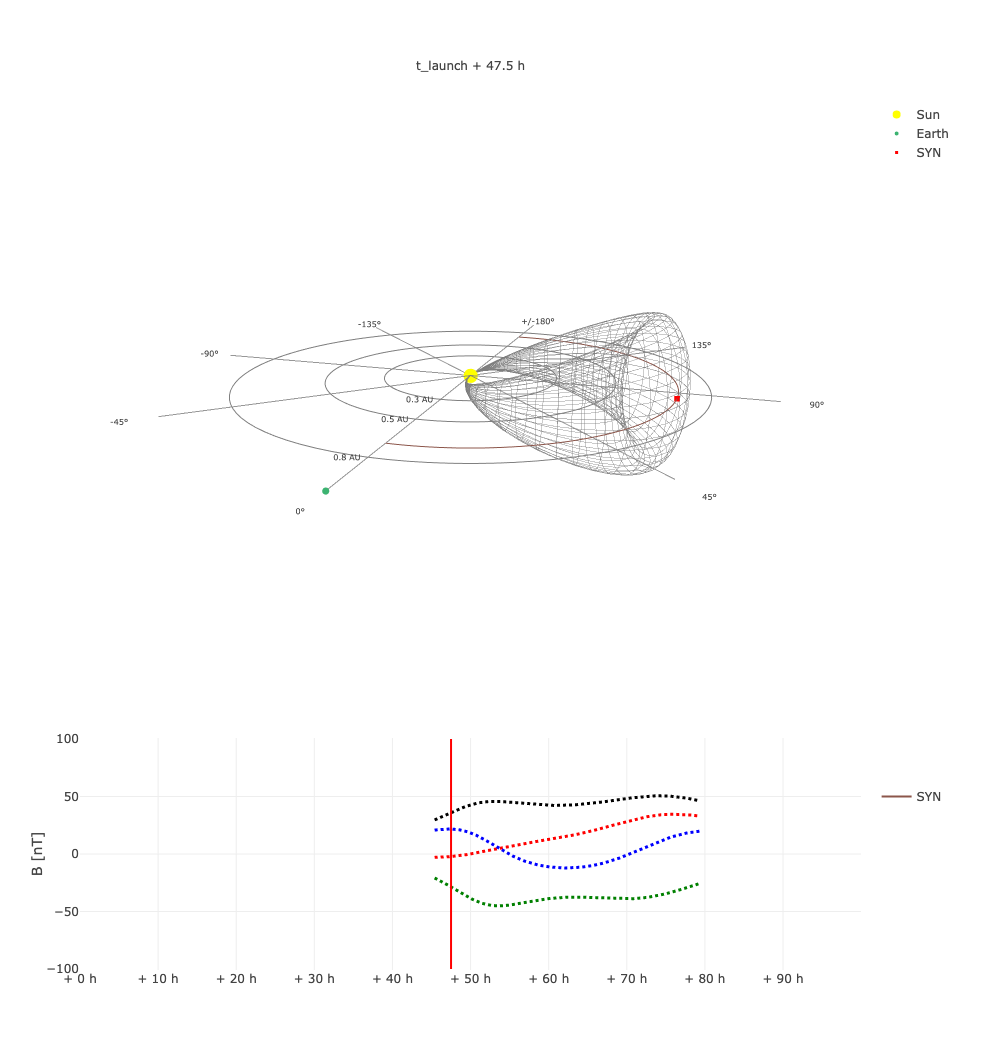 t_launch + 47.5 h
Sun
Earth
SYN
+/-180°
-135°
135°
-90°
0.3 AU
90°
-45°
0.5 AU
0.8 AU
45°
0°
100
50
0
−50
−100
B [nT]
SYN
+ 0 h
+ 10 h
+ 20 h
+ 30 h
+ 40 h
+ 50 h
+ 60 h
+ 70 h
+ 80 h
+ 90 h